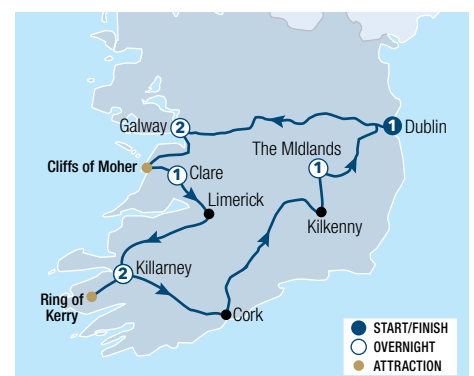 Galway
2
1
Dublin
The MIdlands
1
Cliffs of Moher
1
Clare
Limerick
Kilkenny
2
Killarney
Ring of
Kerry
Cork
START/FINISH
OVERNIGHT
ATTRACTION